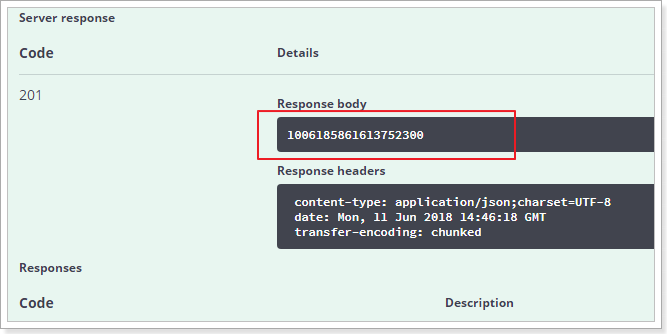 Server response
Code Details
201
Response body
1006185861613752300
Response headers
content-type: application/json;charset=UTF-8
date: Mon, 11 Jun 2018 14:46:18 GMT
transfer-encoding: chunked
Responses
Code Description